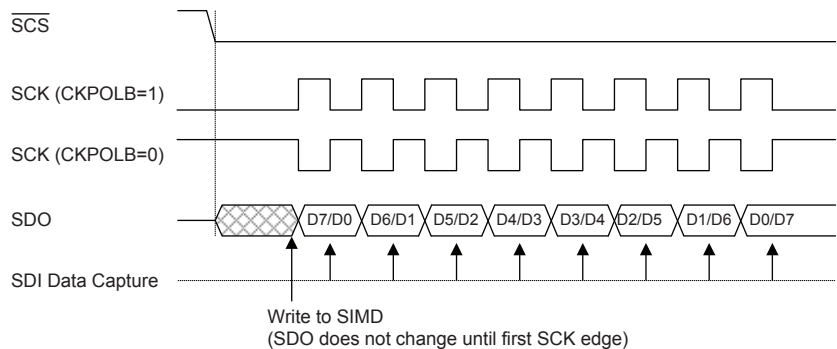 SCS
SCK (CKPOLB=1)
SCK (CKPOLB=0)
SDO
D7/D0 D6/D1 D5/D2 D4/D3 D3/D4 D2/D5 D1/D6 D0/D7
SDI Data Capture
Write to SIMD
(SDO does not change until first SCK edge)